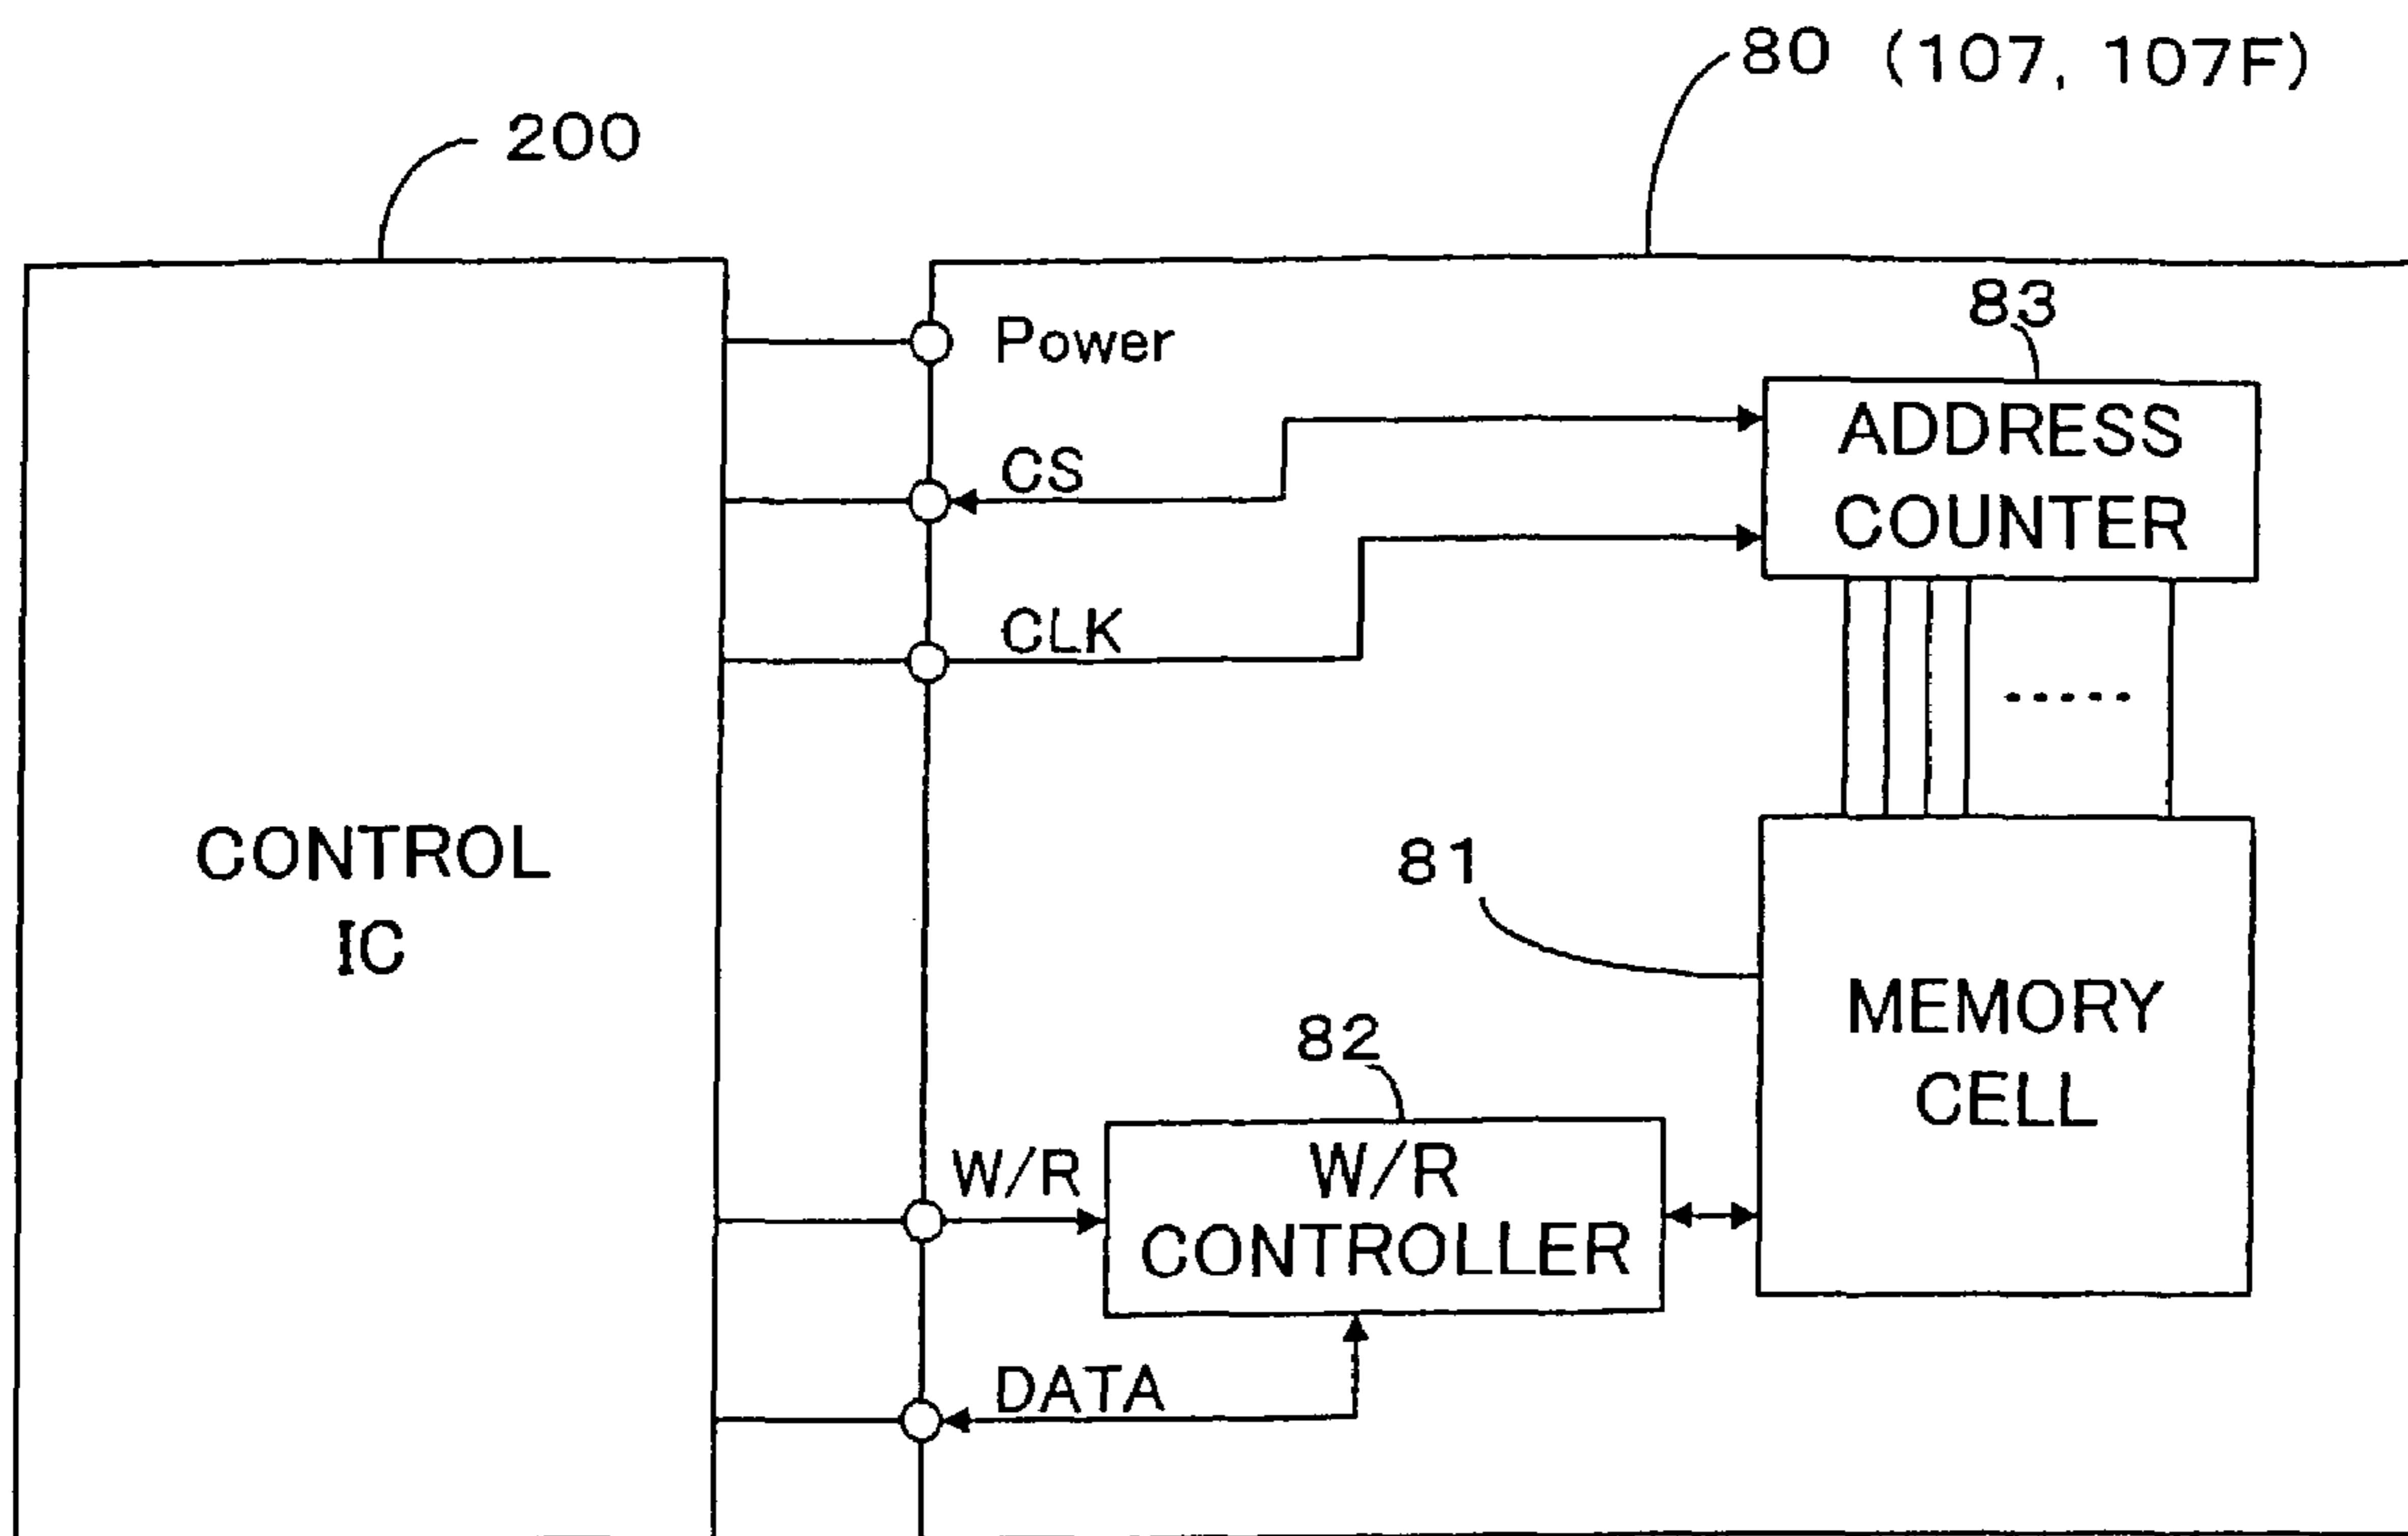 80 (107, 107F)
200
83
Power
ADDRESS
COUNTER
CS
CLK
CONTROL
IC
81
MEMORY
CELL
82
W/R
W/R
CONTROLLER
DATA